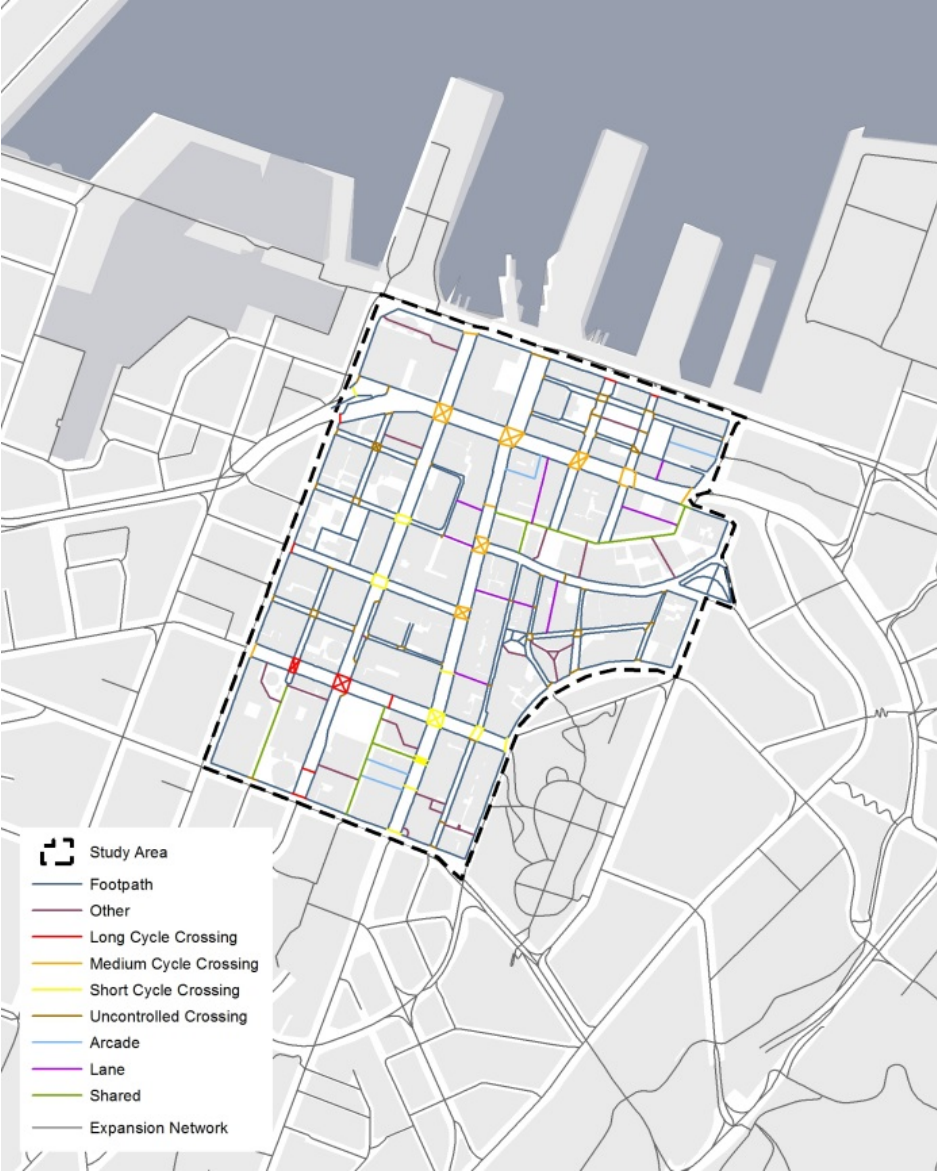 Study Area
Footpath
Other
Long Cycle Crossing
Medium Cycle Crossing
Short Cycle Crossing
Uncontrolled Crossing
Arcade
Lane
Shared
Expansion Network